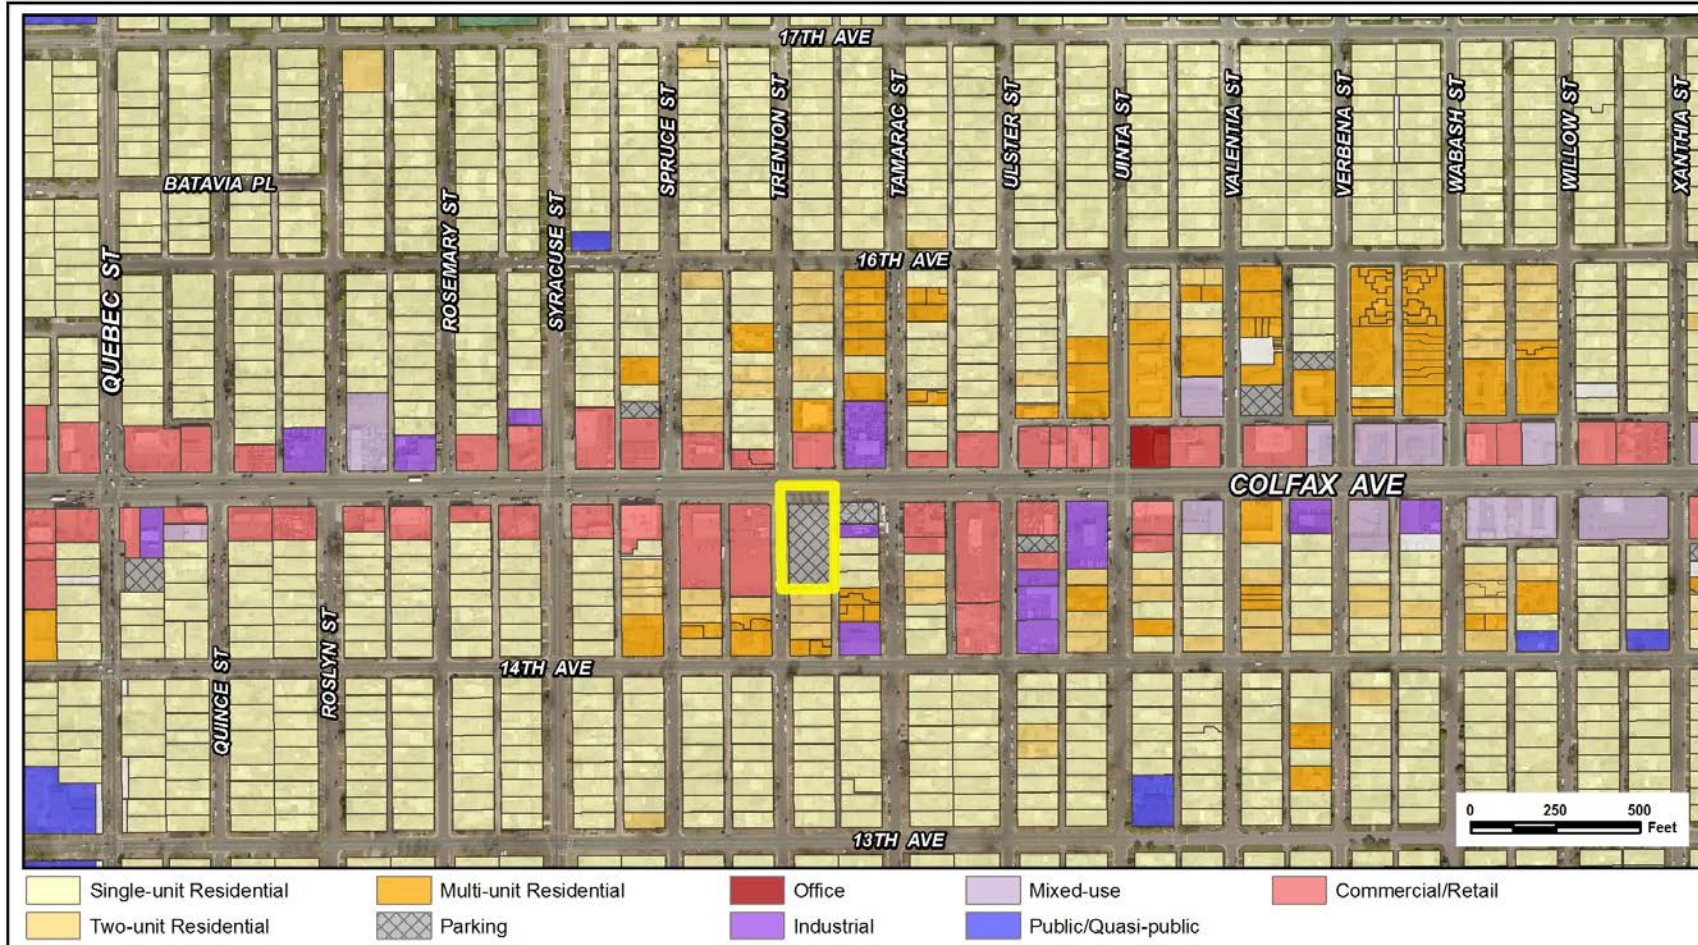 17TH AVE
SPRUCE ST
TRENTON ST
TAMARAC ST
ULSTER ST
UINTA ST
VALENTIA ST
VERBENA ST
WABASH ST
WILLOW ST
XANTHIA ST
BATAVIA PL
ROSEMARY ST
SYRACUSE ST
QUEBEC ST
16TH AVE
COLFAX AVE
QUINCE ST
ROSLYN ST
14TH AVE
13TH AVE
0 250 500
Feet
Single-unit Residential
Multi-unit Residential
Office
Mixed-use
Commercial/Retail
Two-unit Residential
Parking
Industrial
Public/Quasi-public